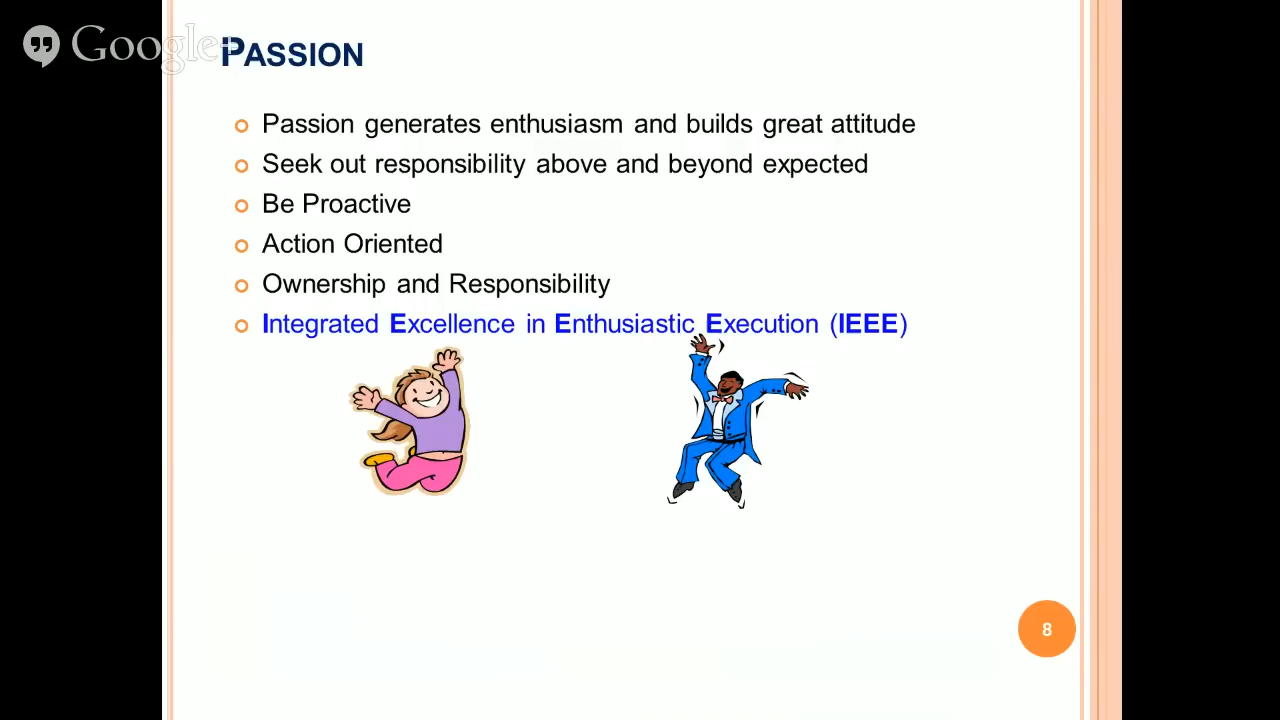 Google+
PASSION
Passion generates enthusiasm and builds great attitude
Seek out responsibility above and beyond expected
Be Proactive
Action Oriented
Ownership and Responsibility
Integrated Excellence in Enthusiastic Execution (IEEE)
8